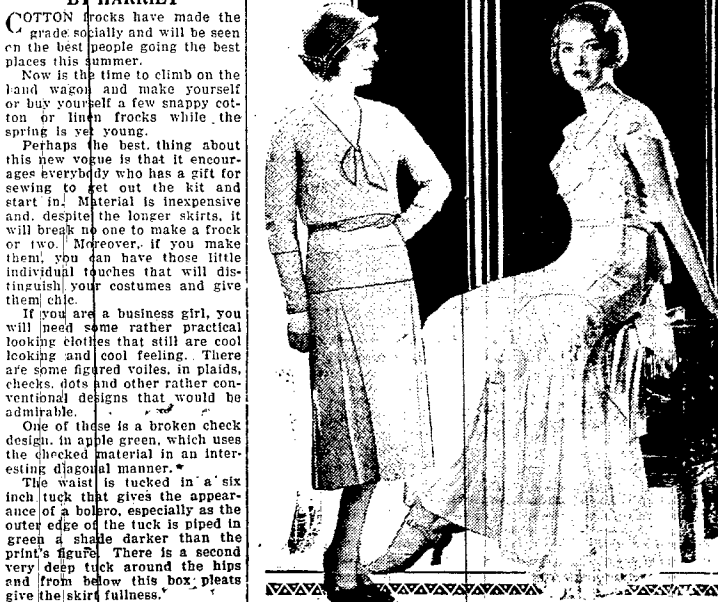 BY HARRIET
COTTON frocks have made the
grade socially and will be seen
on the best people going the best
places this summer.
Now is the time to climb on the
band wagon and make yourself
or buy yourself a few snappy cot-
ton or linen frocks while the
spring is yet young.
Perhaps the best thing about
this new vogue is that it encour-
ages everybody who has a gift for
sewing to get out the kit and
start in. Material is inexpensive
and, despite the longer skirts, it
will break no one to make a frock
or two. Moreover, if you make
them, you can have those little
individual touches that will dis-
tinguish your costumes and give
them chic.
If you are a business girl, you
will need some rather practical
looking clothes that still are cool
looking and cool feeling. There
are some figured voiles, in plaids,
checks, dots and other rather con-
ventional designs that would be
admirable.
One of these is a broken check
design, in apple green, which uses
the checked material in an inter-
esting diagonal manner.
The waist is tucked in a six
inch tuck that gives the appear-
ance of a bolero, especially as the
outer edge of the tuck is piped in
green a shade darker than the
print's figure. There is a second
very deep tuck around the hips
and from below this box pleats
give the skirt fullness.